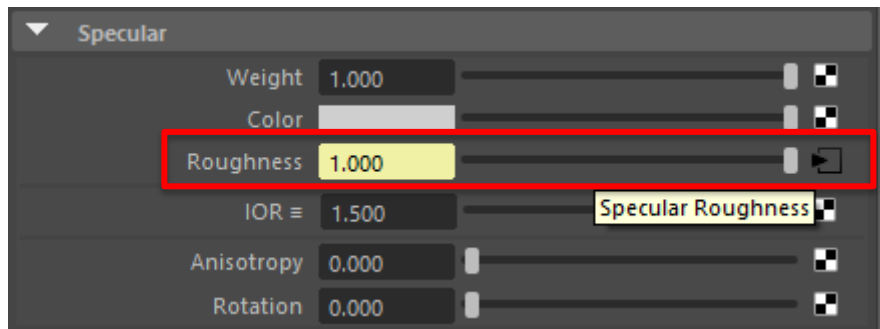 Specular
Weight 1.000
Color
Roughness 1.000
IOR ≡ 1.500 Specular Roughness
Anisotropy 0.000
Rotation 0.000